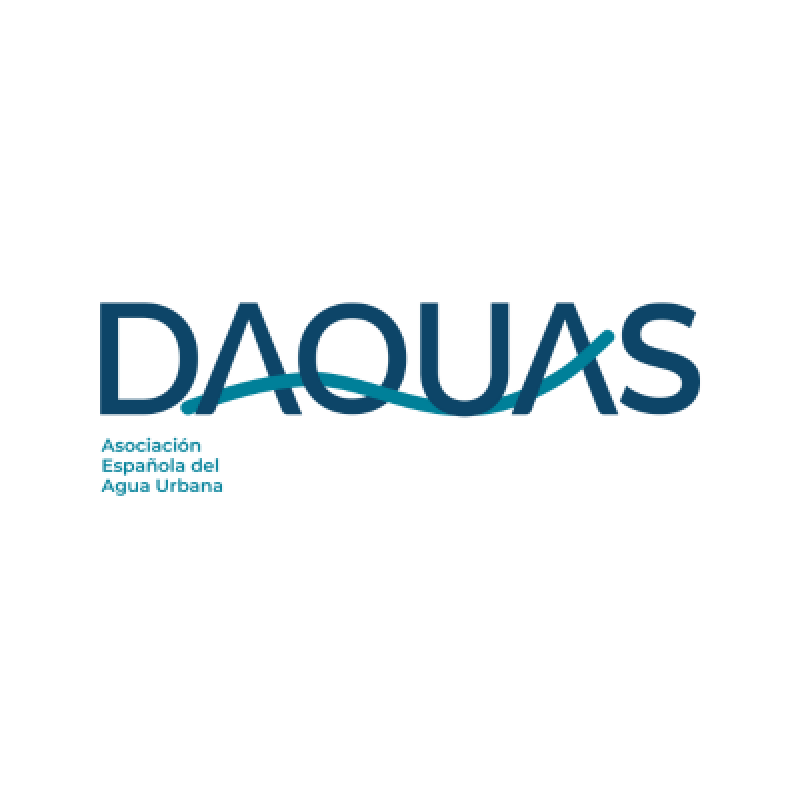 DAQUAS
Asociación
Española del
Agua Urbana